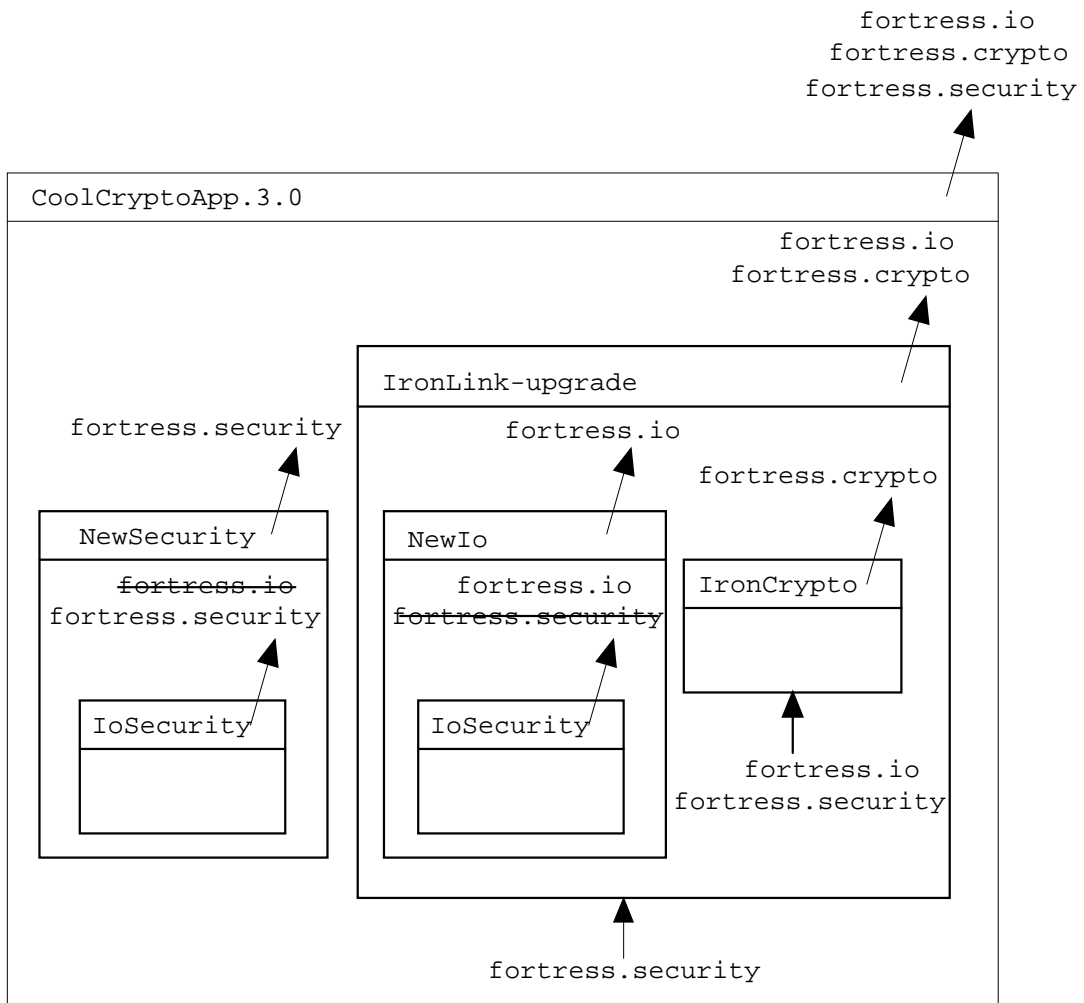 fortress.io
fortress.crypto
fortress.security
CoolCryptoApp.3.0
fortress.io
fortress.crypto
IronLink-upgrade
fortress.security
fortress.io
fortress.crypto
NewSecurity
NewIo
fortress.io
fortress.security
fortress.io
fortress.security
IronCrypto
IoSecurity
IoSecurity
fortress.io
fortress.security
fortress.security